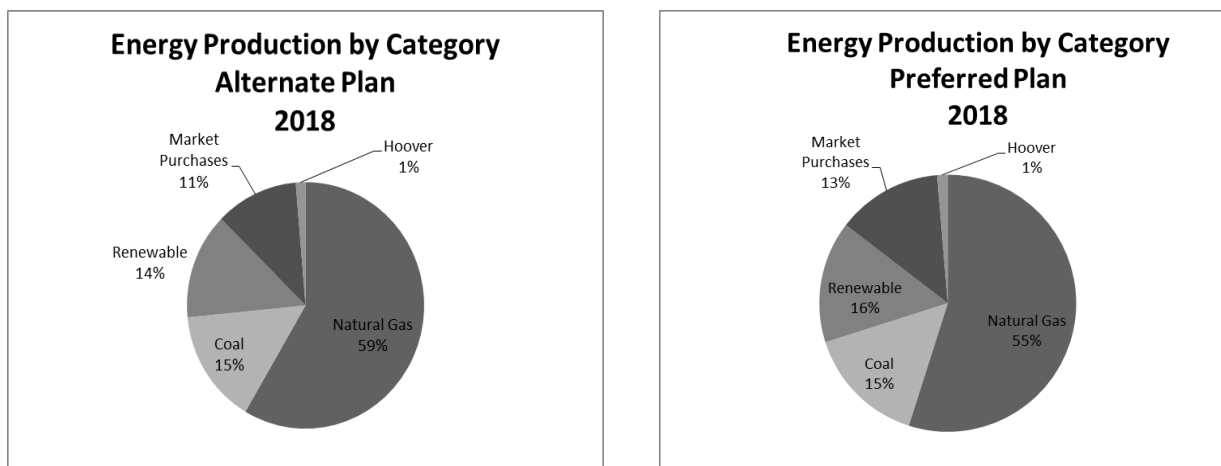 Energy Production by Category
Alternate Plan
2018
Market
Purchases
11%
Hoover
1%
Renewable
14%
Natural Gas
59%
Coal
15%
Energy Production by Category
Preferred Plan
2018
Market
Purchases
13%
Hoover
1%
Renewable
16%
Natural Gas
55%
Coal
15%